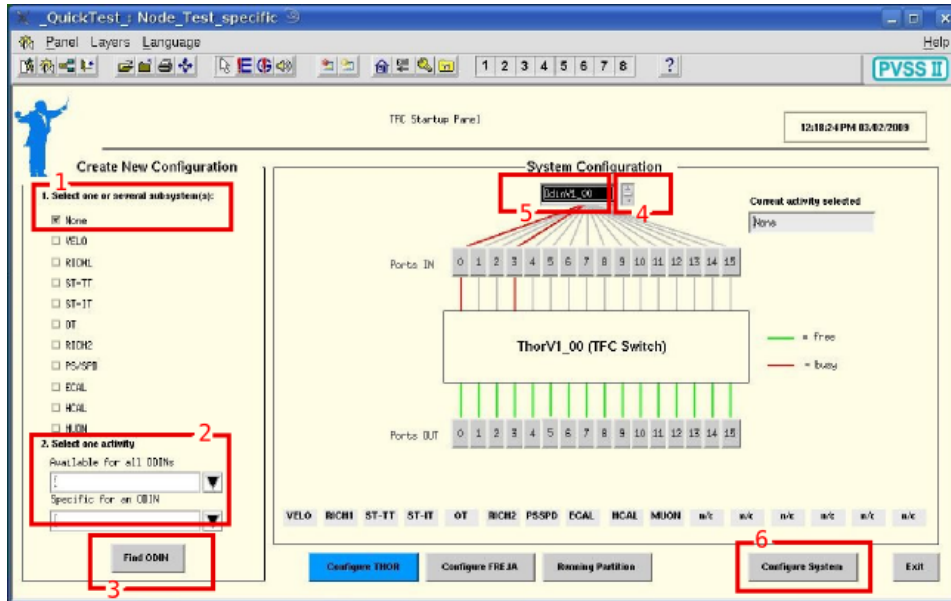 _QuickTest_: Node_Test_specific
Panel Layers Language Help
1 2 3 4 5 6 7 8 ? PVSS II
TFC Startup Panel
12:18:24 PM 03/02/2009
Create New Configuration
System Configuration
1
1. Select one or several subsystem(s):
OdinV1_00
5
4
None
Current activity selected
None
VELO
RICH1
ST-TT
ST-IT
OT
RICH2
PS/SPD
ECAL
HCAL
MUON
Ports IN 0 1 2 3 4 5 6 7 8 9 10 11 12 13 14 15
ThorV1_00 (TFC Switch)
= free
= busy
2
2. Select one activity
Available for all ODINs
Specific for an ODIN
Ports OUT 0 1 2 3 4 5 6 7 8 9 10 11 12 13 14 15
VELO RICH1 ST-TT ST-IT OT RICH2 PSSPD ECAL HCAL MUON n/c n/c n/c n/c n/c n/c
Find ODIN
3
Configure THOR Configure FREJA Running Partition
6
Configure System Exit